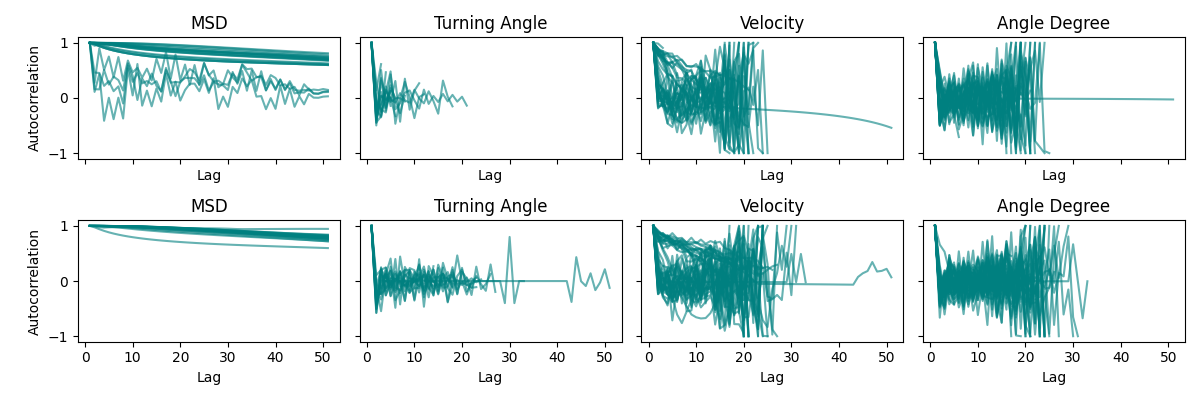 MSD Turning Angle Velocity Angle Degree
Autocorrelation
1
0
−1
Lag Lag Lag Lag
MSD Turning Angle Velocity Angle Degree
Autocorrelation
1
0
−1
0 10 20 30 40 50 0 10 20 30 40 50 0 10 20 30 40 50 0 10 20 30 40 50
Lag Lag Lag Lag